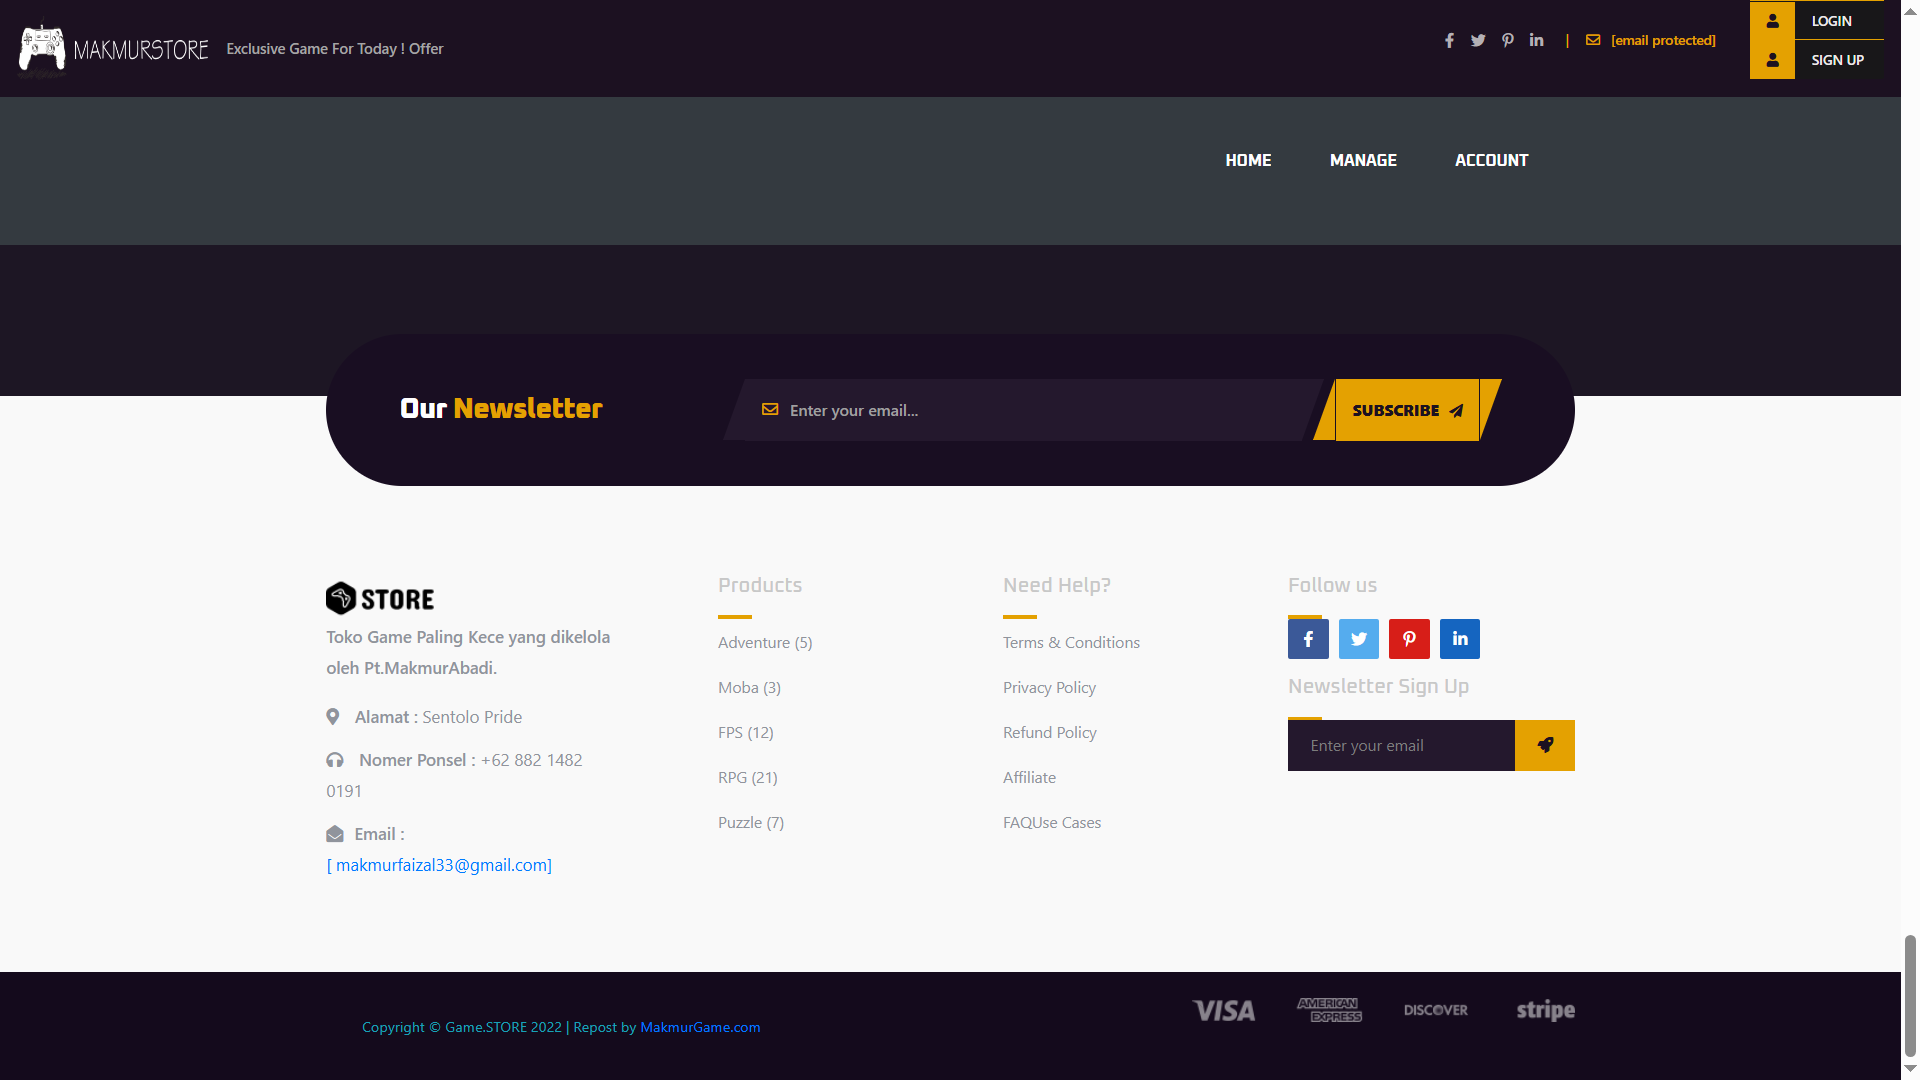 MAKMURSTORE
Exclusive Game For Today ! Offer
| [email protected]
LOGIN
SIGN UP
HOME MANAGE ACCOUNT
Our Newsletter
Enter your email...
SUBSCRIBE
STORE
Toko Game Paling Kece yang dikelola
oleh Pt.MakmurAbadi.
Alamat : Sentolo Pride
Nomer Ponsel : +62 882 1482
0191
Email :
[ makmurfaizal33@gmail.com]
Products
Adventure (5)
Moba (3)
FPS (12)
RPG (21)
Puzzle (7)
Need Help?
Terms & Conditions
Privacy Policy
Refund Policy
Affiliate
FAQUse Cases
Follow us
Newsletter Sign Up
Enter your email
Copyright © Game.STORE 2022 | Repost by MakmurGame.com
VISA
AMERICAN
EXPRESS
DISCOVER
stripe